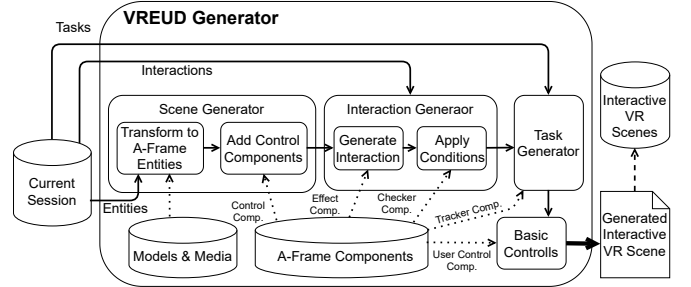 VREUD Generator
Tasks
Interactions
Scene Generator
Interaction Generaor
Transform to
A-Frame
Entities
Add Control
Components
Generate
Interaction
Apply
Conditions
Task
Generator
Interactive
VR
Scenes
Current
Session
Entities
Control
Comp.
Effect
Comp.
Checker
Comp.
Tracker Comp.
Models & Media
A-Frame Components
User Control
Comp.
Basic
Controlls
Generated
Interactive
VR Scene